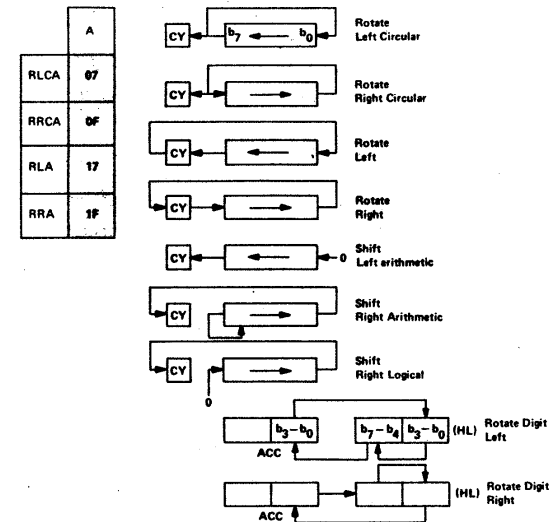 A
RLCA 07
RRCA 0F
RLA 17
RRA 1F
CY b7 b0 Rotate
Left Circular
CY Rotate
Right Circular
CY Rotate
Left
CY Rotate
Right
CY 0 Shift
Left arithmetic
CY Shift
Right Arithmetic
CY Shift
Right Logical
0
b3-b0 b7-b4 b3-b0 (HL) Rotate Digit
Left
ACC
(HL) Rotate Digit
Right
ACC